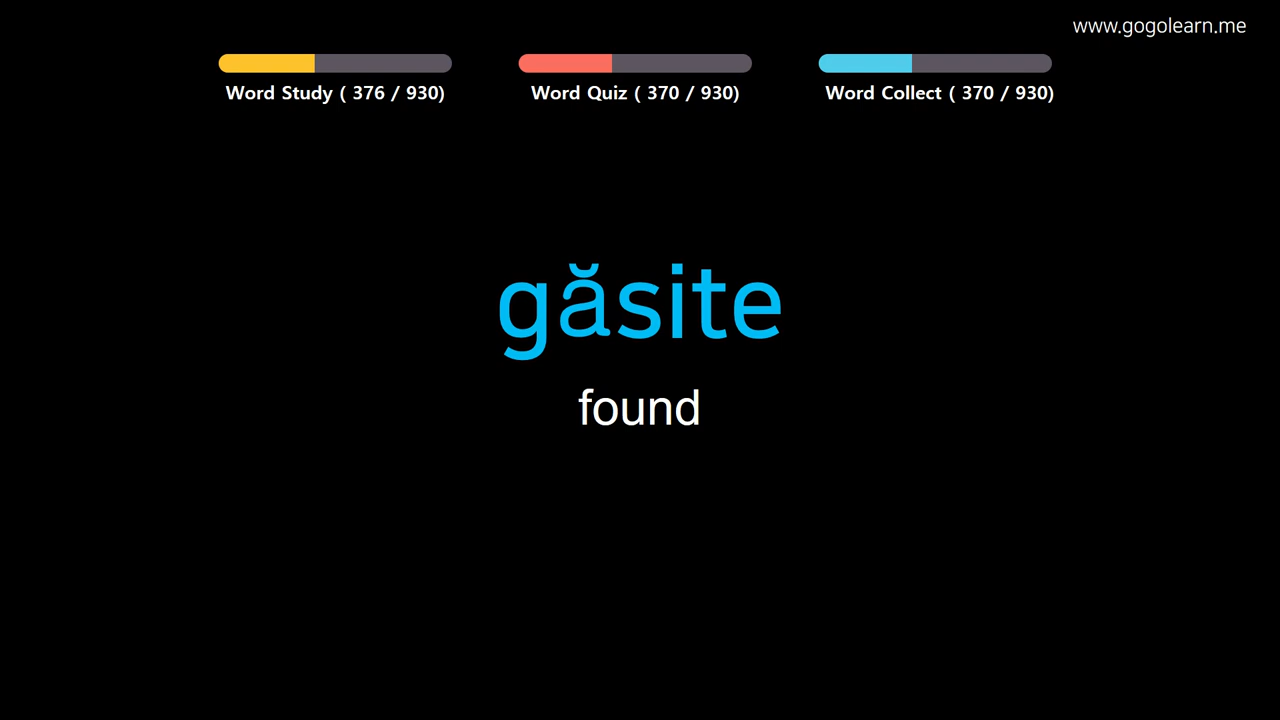 www.gogolearn.me
Word Study ( 376 / 930)
Word Quiz ( 370 / 930)
Word Collect ( 370 / 930)
găsite
found